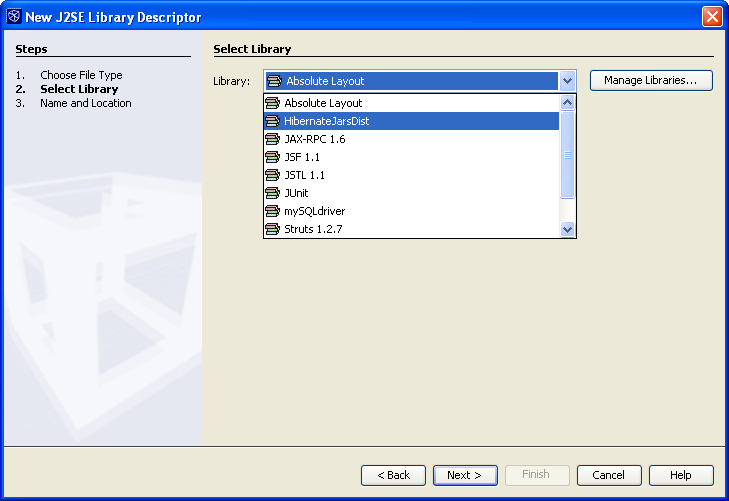 New J2SE Library Descriptor
Steps
1. Choose File Type
2. Select Library
3. Name and Location
Select Library
Library: Absolute Layout Manage Libraries...
Absolute Layout
HibernateJarsDist
JAX-RPC 1.6
JSF 1.1
JSTL 1.1
JUnit
mySQLdriver
Struts 1.2.7
< Back Next > Finish Cancel Help